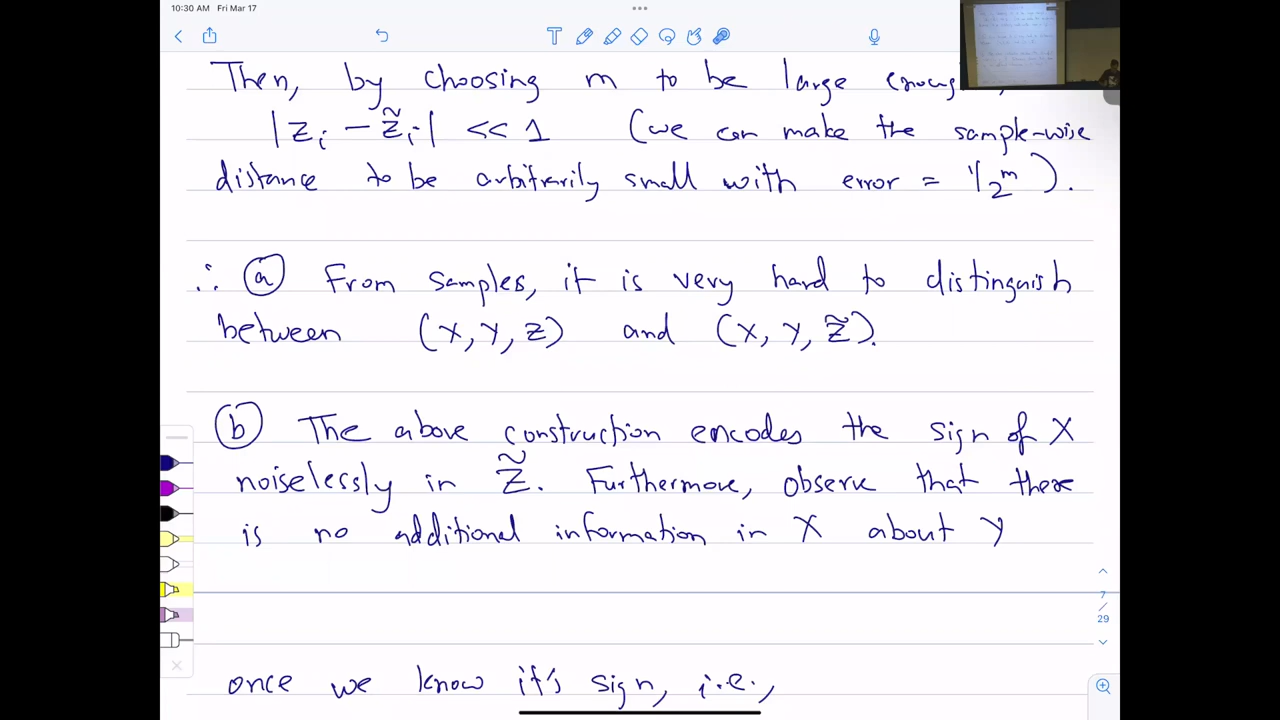 10:30 AM Fri Mar 17
Then, by choosing m to be large
|z_i − z̃_i| << 1 (we can make the sample-wise
distance to be arbitrarily small with error = 1/2^m ).
∴ ⓐ From samples, it is very hard to distinguish
between (X, Y, Z) and (X, Y, Z̃).
ⓑ The above construction encodes the sign of X
noiselessly in Z̃. Furthermore, observe that there
is no additional information in X about Y
7
/
29
once we know it's sign, i.e.,